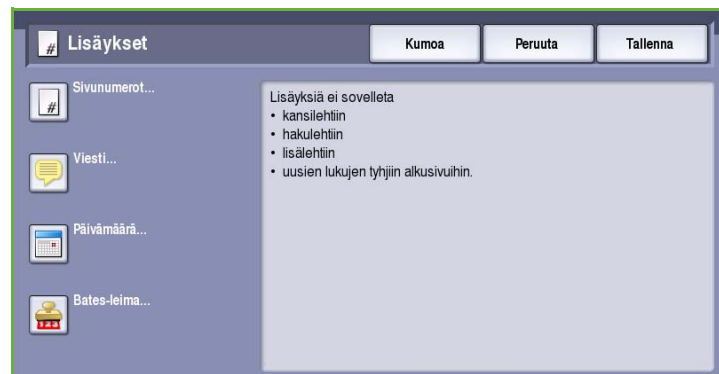 # Lisäykset
Kumoa
Peruuta
Tallenna
# Sivunumerot...
Viesti...
Päivämäärä...
123 Bates-leima...
Lisäyksiä ei sovelleta
• kansilehtiin
• hakulehtiin
• lisälehtiin
• uusien lukujen tyhjiin alkusivuihin.